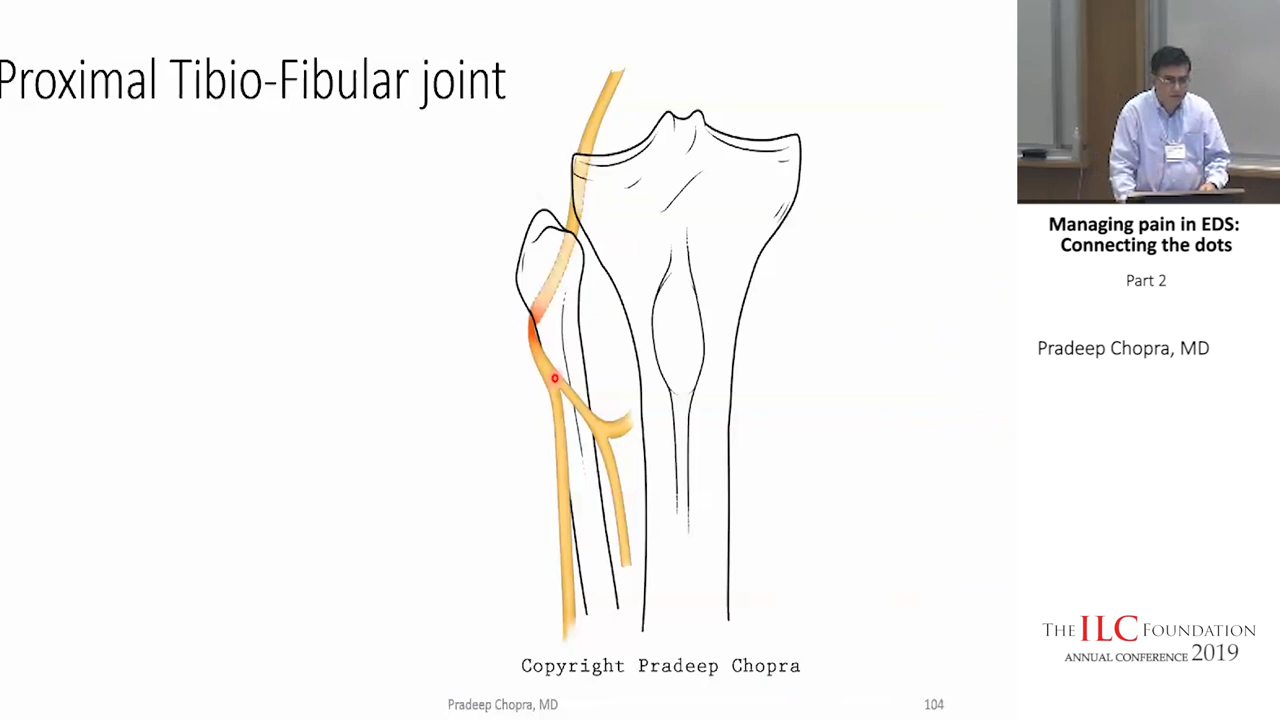 Proximal Tibio-Fibular joint
Copyright Pradeep Chopra
Pradeep Chopra, MD
104
Managing pain in EDS:
Connecting the dots
Part 2
Pradeep Chopra, MD
THE ILC FOUNDATION
ANNUAL CONFERENCE 2019